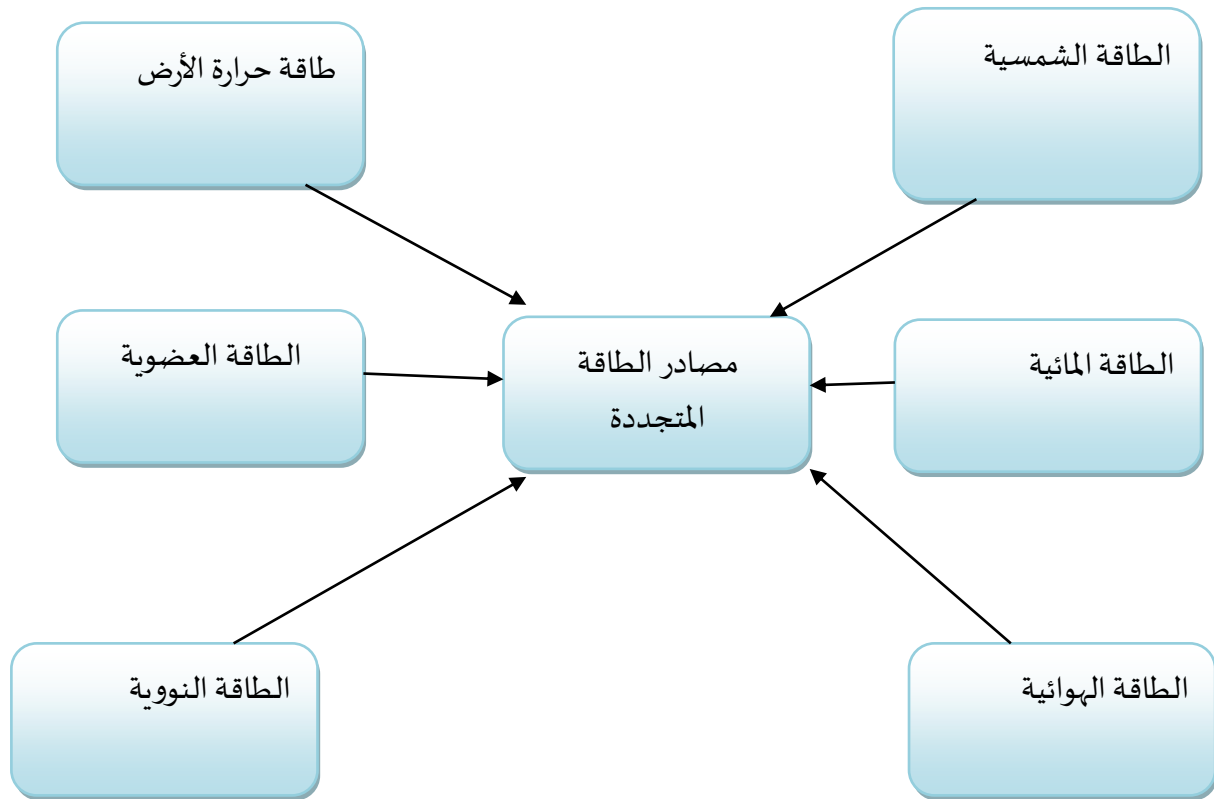 الطاقة الشمسية
طاقة حرارة الأرض
مصادر الطاقة
المتجددة
الطاقة المائية
الطاقة العضوية
الطاقة الهوائية
الطاقة النووية